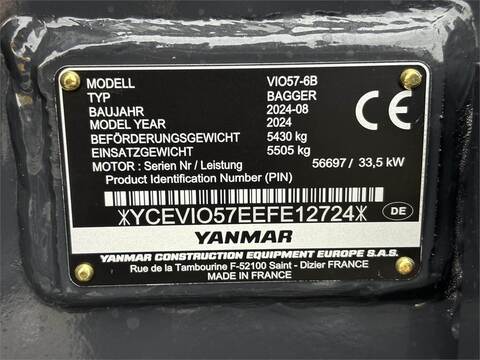 MODELL VIO57-6B
TYP BAGGER
BAUJAHR 2024-08
MODEL YEAR 2024
BEFÖRDERUNGSGEWICHT 5430 kg
EINSATZGEWICHT 5505 kg
MOTOR : Serien Nr / Leistung 56697 / 33,5 kW
Product Identification Number (PIN)
CE
YCEVIO57EEFE12724
DE
YANMAR
YANMAR CONSTRUCTION EQUIPMENT EUROPE S.A.S.
Rue de la Tambourine F-52100 Saint - Dizier FRANCE
MADE IN FRANCE